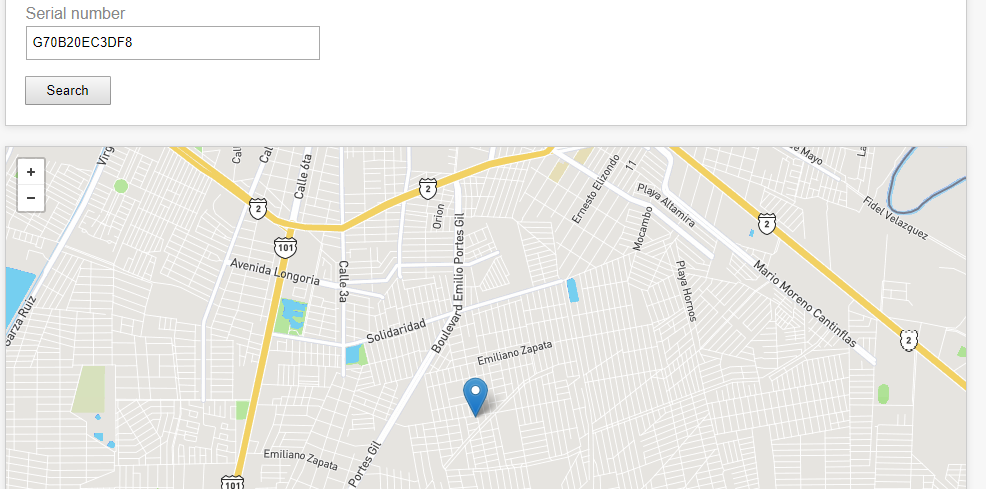 Serial number
G70B20EC3DF8
Search
+
−
Virg
Cal
Cal
Calle 6ta
2
2
101
Orion
Boulevard Emilio Portes Gil
Avenida Longoria
Calle 3a
Solidaridad
Garza Ruiz
Emiliano Zapata
Emiliano Zapata
Portes Gil
101
Ernesto Elizondo
11
Playa Altamira
Mocambo
Playa Hornos
Mario Moreno Cantinflas
2
2
de Mayo
La
Fidel Velazquez